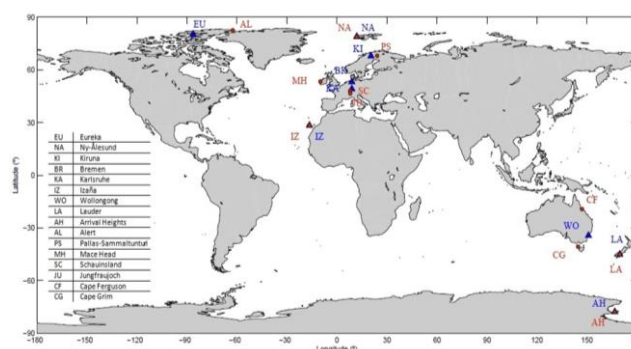 90
60
30
0
−30
−60
−90
Latitude (°)
−180
−150
−120
−90
−60
−30
0
30
60
90
120
150
Longitude (°)
EU
AL
NA NA
KI PS
BR
MH
KA SC
JU
IZ IZ
CF
WO
CG
LA
LA
AH
AH
EU Eureka
NA Ny-Ålesund
KI Kiruna
BR Bremen
KA Karlsruhe
IZ Izaña
WO Wollongong
LA Lauder
AH Arrival Heights
AL Alert
PS Pallas-Sammaltunturi
MH Mace Head
SC Schauinsland
JU Jungfraujoch
CF Cape Ferguson
CG Cape Grim